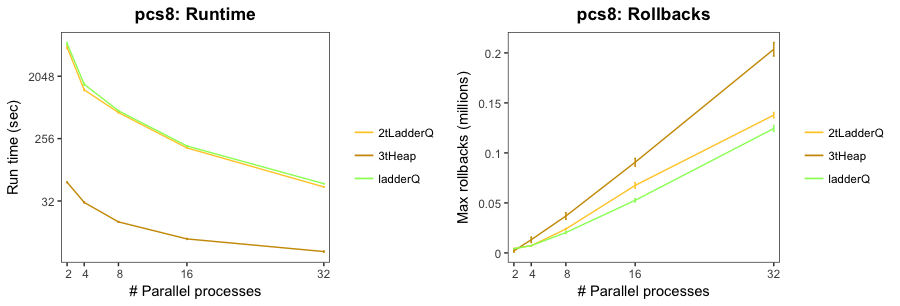 pcs8: Runtime
Run time (sec)
2048
256
32
2 4 8 16 32
# Parallel processes
2tLadderQ
3tHeap
ladderQ
pcs8: Rollbacks
Max rollbacks (millions)
0.2
0.15
0.1
0.05
0
2 4 8 16 32
# Parallel processes
2tLadderQ
3tHeap
ladderQ